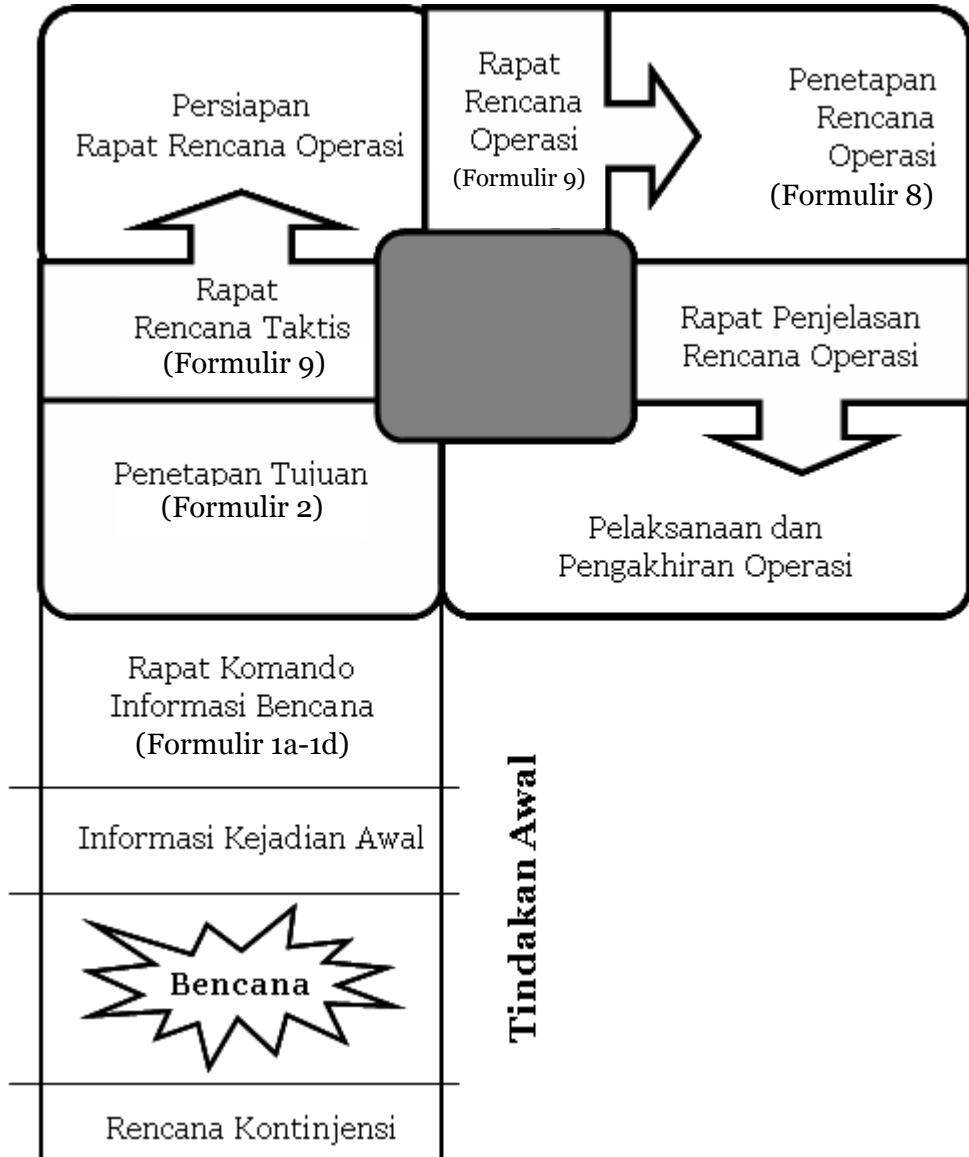 Persiapan
Rapat Rencana Operasi
Rapat
Rencana
Operasi
(Formulir 9)
Penetapan
Rencana
Operasi
(Formulir 8)
Rapat
Rencana Taktis
(Formulir 9)
Rapat Penjelasan
Rencana Operasi
Penetapan Tujuan
(Formulir 2)
Pelaksanaan dan
Pengakhiran Operasi
Rapat Komando
Informasi Bencana
(Formulir 1a-1d)
Informasi Kejadian Awal
Bencana
Rencana Kontinjensi
Tindakan Awal